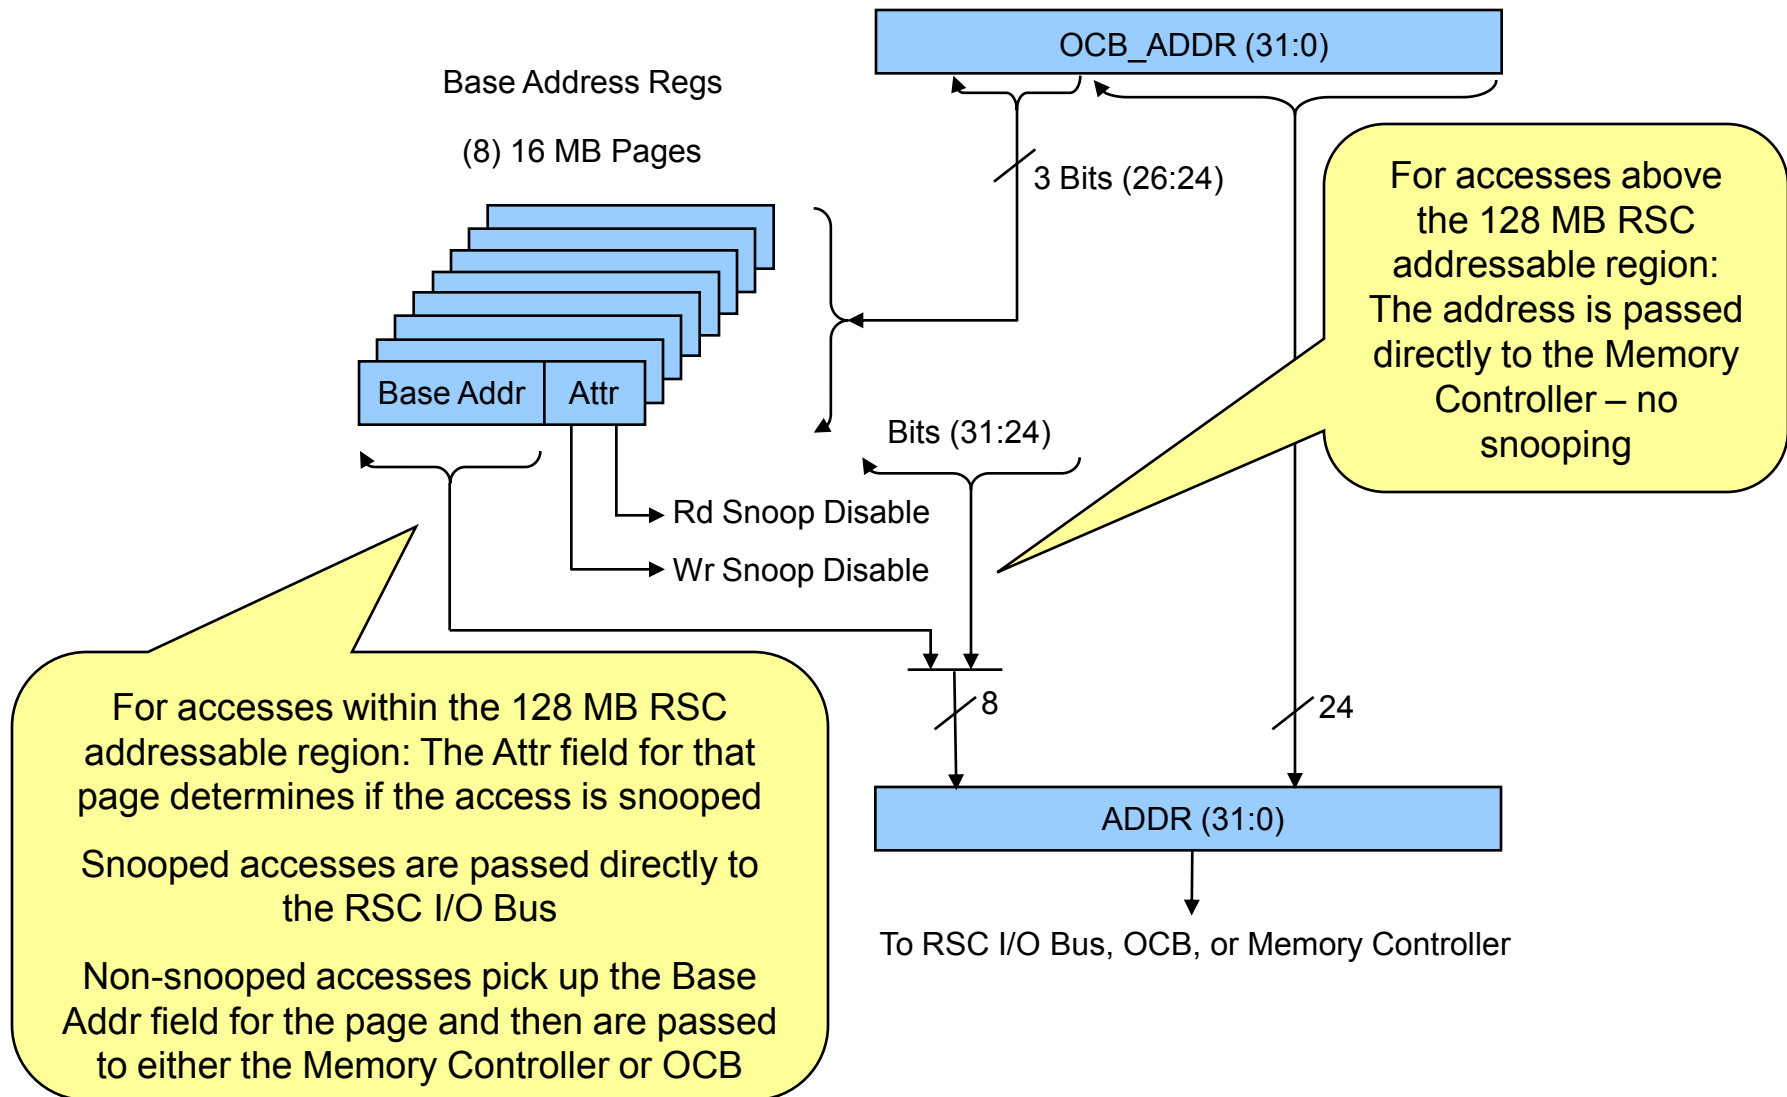 OCB_ADDR (31:0)
Base Address Regs
(8) 16 MB Pages
3 Bits (26:24)
For accesses above
the 128 MB RSC
addressable region:
The address is passed
directly to the Memory
Controller – no
snooping
Base Addr
Attr
Bits (31:24)
Rd Snoop Disable
Wr Snoop Disable
For accesses within the 128 MB RSC
addressable region: The Attr field for that
page determines if the access is snooped
Snooped accesses are passed directly to
the RSC I/O Bus
Non-snooped accesses pick up the Base
Addr field for the page and then are passed
to either the Memory Controller or OCB
8
24
ADDR (31:0)
To RSC I/O Bus, OCB, or Memory Controller